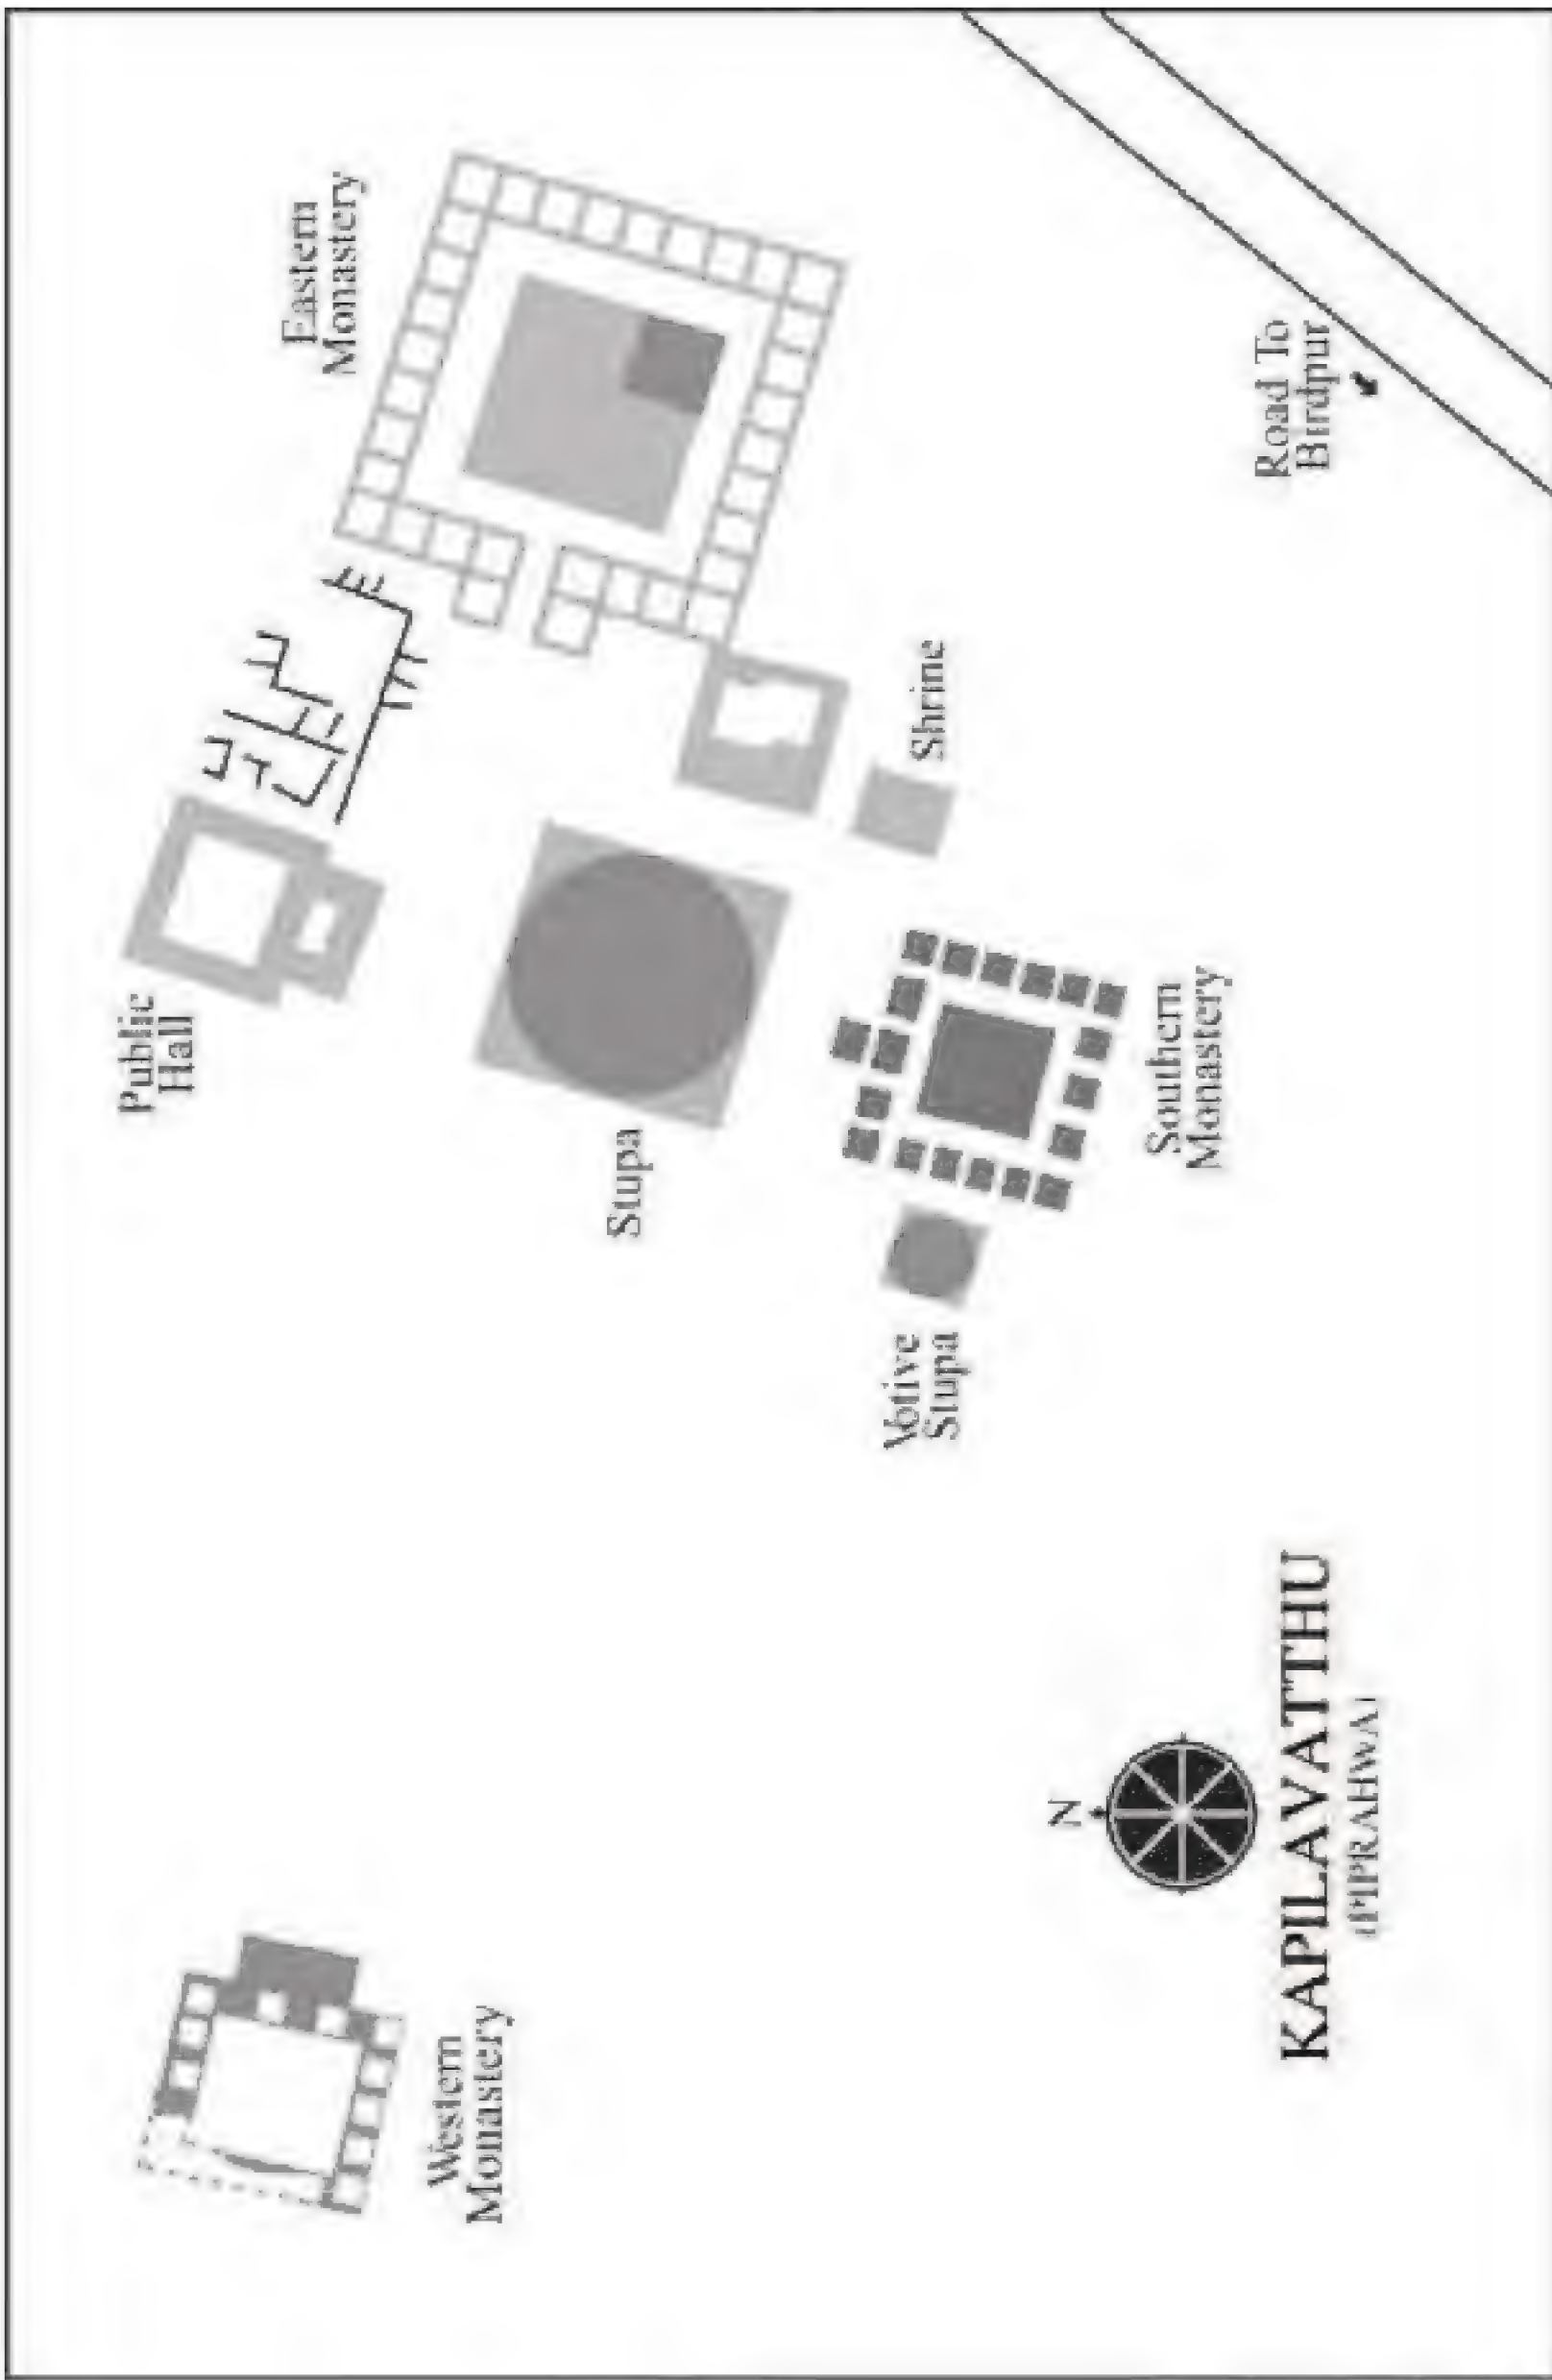 Public
Hall
Eastern
Monastery
Stupa
Shrine
Votive
Stupa
Southern
Monastery
Road To
Birdpur
Western
Monastery
N
KAPILAVATTHU
(PIPRAHWA)